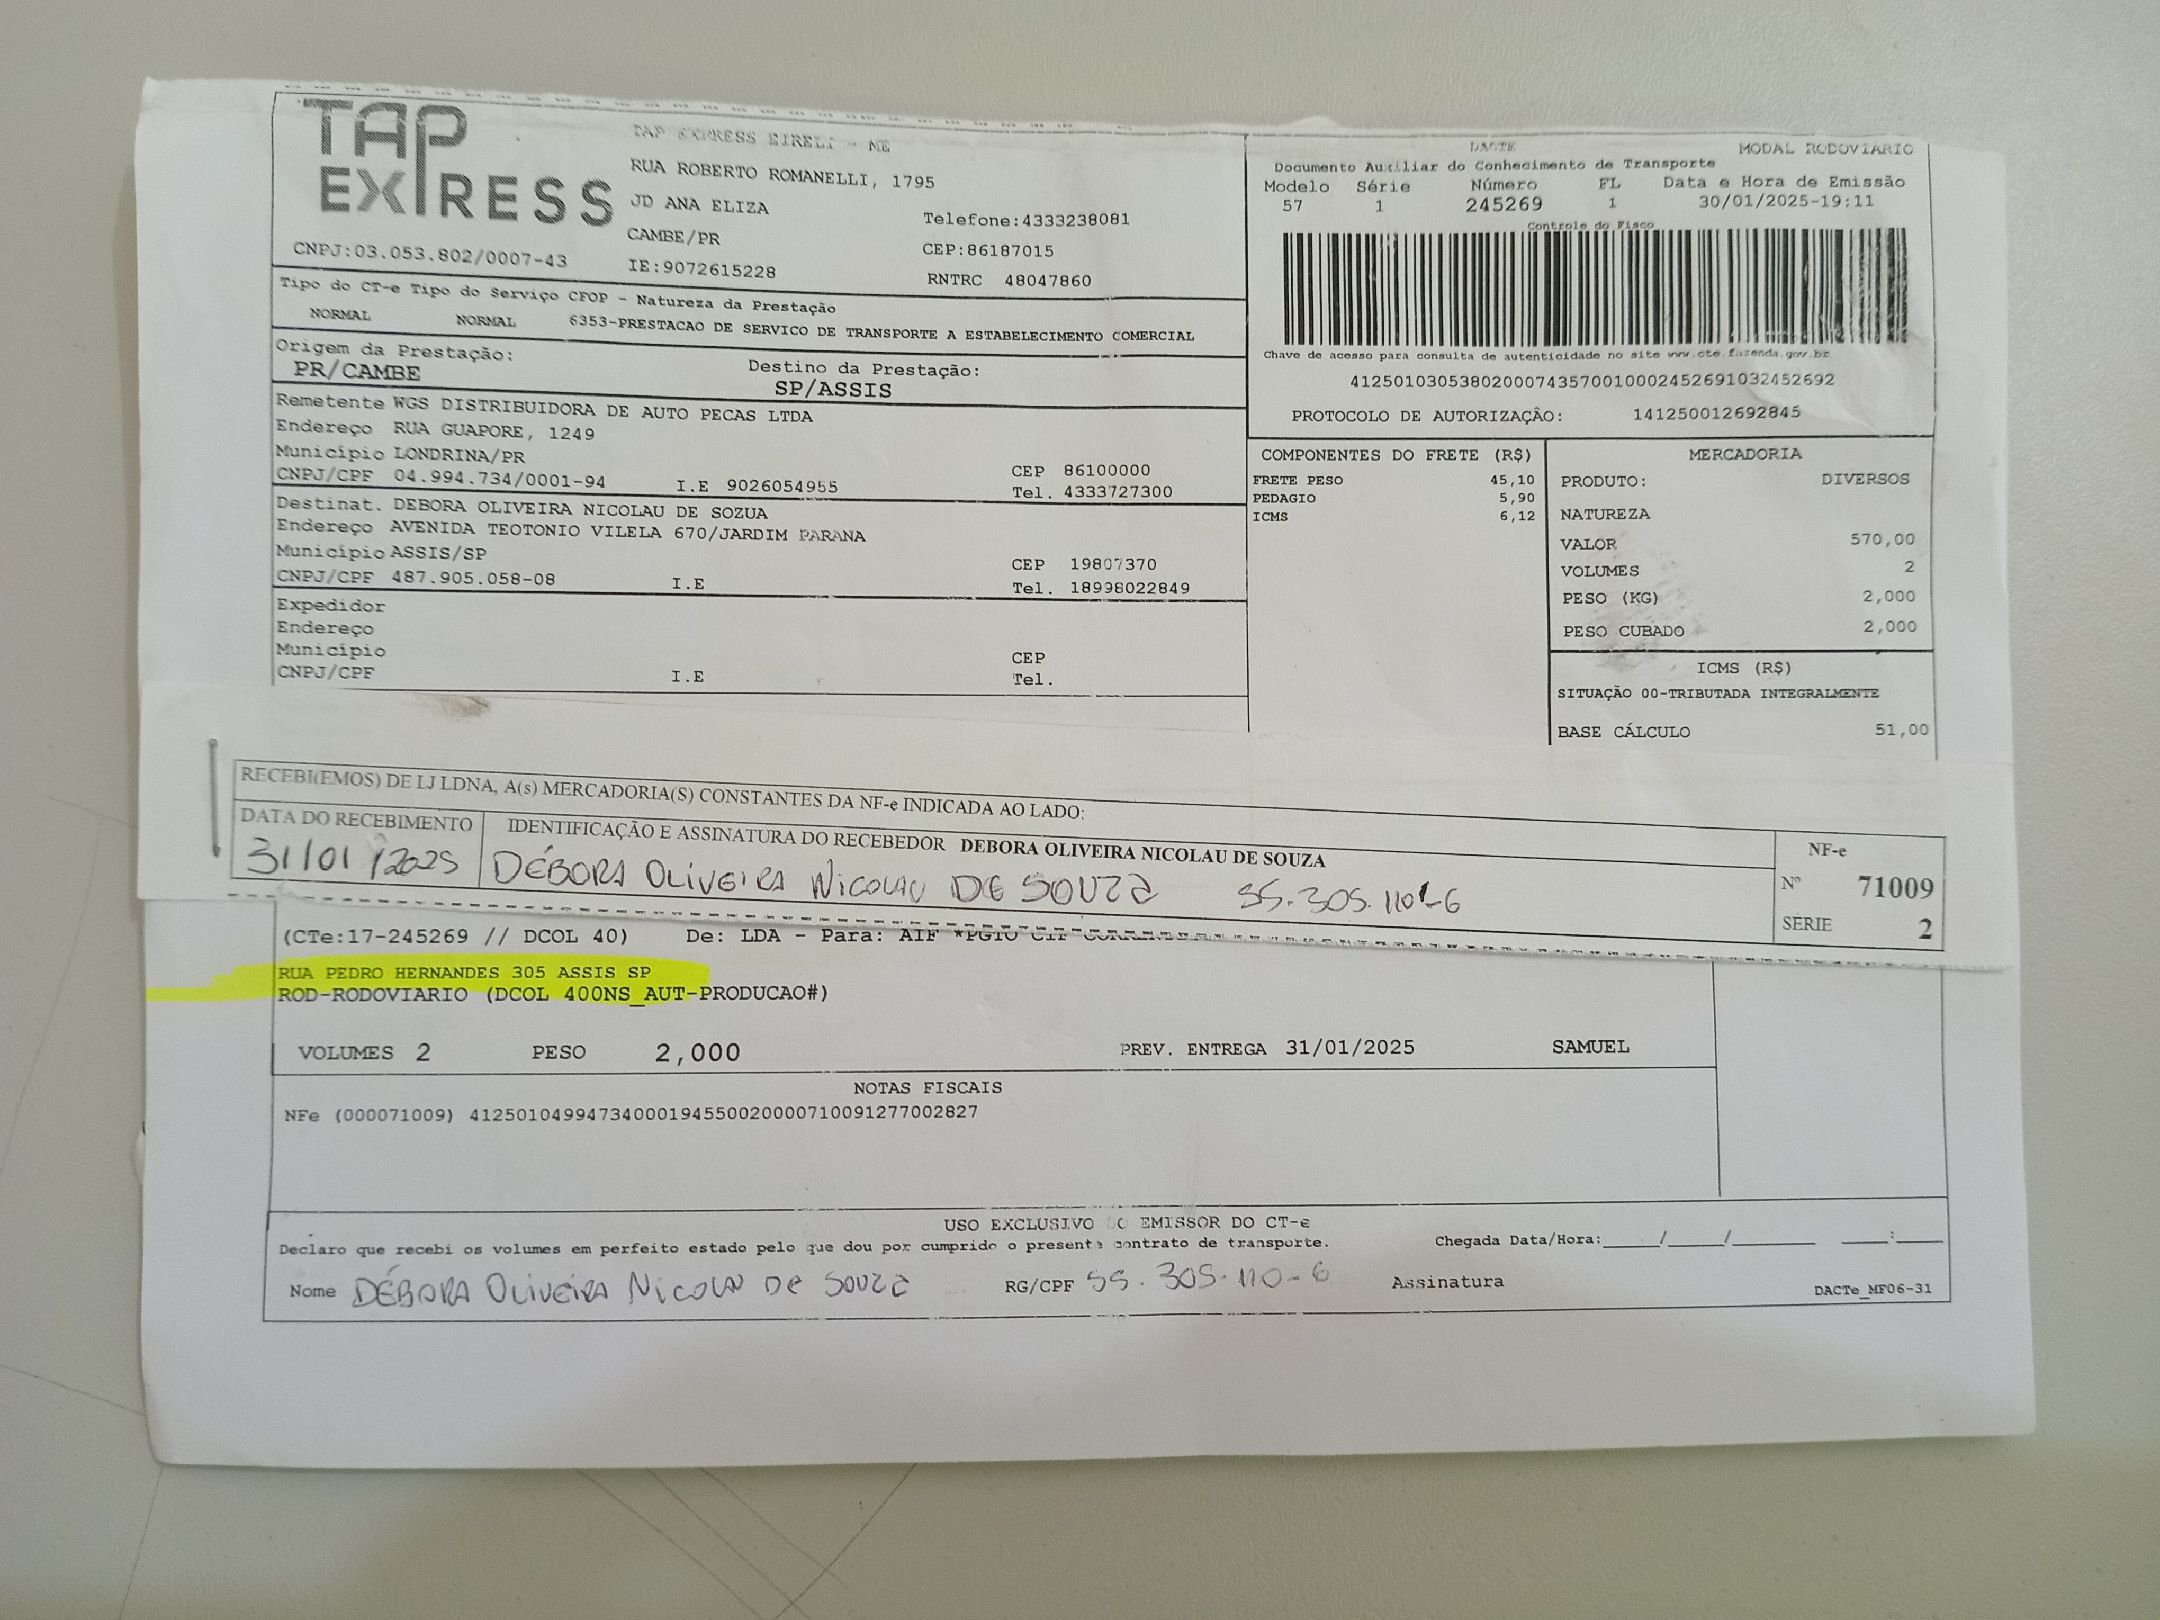 TAP EXPRESS
TAP EXPRESS EIRELI - ME
RUA ROBERTO ROMANELLI, 1795
JD ANA ELIZA
Telefone:4333238081
CAMBE/PR
CEP:86187015
CNPJ:03.053.802/0007-43
IE:9072615228
RNTRC 48047860
DACTE MODAL RODOVIARIO
Documento Auxiliar do Conhecimento de Transporte
Modelo Série Número FL Data e Hora de Emissão
57 1 245269 1 30/01/2025-19:11
Controle do Fisco
Chave de acesso para consulta de autenticidade no site www.cte.fazenda.gov.br
41250103053802000743570010002452691032452692
PROTOCOLO DE AUTORIZAÇÃO: 141250012692845
Tipo do CT-e Tipo do Serviço CFOP - Natureza da Prestação
NORMAL NORMAL 6353-PRESTACAO DE SERVICO DE TRANSPORTE A ESTABELECIMENTO COMERCIAL
Origem da Prestação: Destino da Prestação:
PR/CAMBE SP/ASSIS
Remetente WGS DISTRIBUIDORA DE AUTO PECAS LTDA
Endereço RUA GUAPORE, 1249
Município LONDRINA/PR CEP 86100000
CNPJ/CPF 04.994.734/0001-94 I.E 9026054955 Tel. 4333727300
Destinat. DEBORA OLIVEIRA NICOLAU DE SOZUA
Endereço AVENIDA TEOTONIO VILELA 670/JARDIM PARANA
Município ASSIS/SP CEP 19807370
CNPJ/CPF 487.905.058-08 I.E Tel. 18998022849
Expedidor
Endereço
Município CEP
CNPJ/CPF I.E Tel.
COMPONENTES DO FRETE (R$)
FRETE PESO 45,10
PEDAGIO 5,90
ICMS 6,12
MERCADORIA
PRODUTO: DIVERSOS
NATUREZA
VALOR 570,00
VOLUMES 2
PESO (KG) 2,000
PESO CUBADO 2,000
ICMS (R$)
SITUAÇÃO 00-TRIBUTADA INTEGRALMENTE
BASE CÁLCULO 51,00
RECEBI(EMOS) DE LJ LDNA, A(s) MERCADORIA(S) CONSTANTES DA NF-e INDICADA AO LADO:
DATA DO RECEBIMENTO IDENTIFICAÇÃO E ASSINATURA DO RECEBEDOR DEBORA OLIVEIRA NICOLAU DE SOUZA
31/01/2025 DÉBORA OLIVEIRA NICOLAU DE SOUZA 55.305.110-6
NF-e
Nº 71009
SÉRIE 2
(CTe:17-245269 // DCOL 40) De: LDA - Para: AIF *PGTO CIF
RUA PEDRO HERNANDES 305 ASSIS SP
ROD-RODOVIARIO (DCOL 400NS_AUT-PRODUCAO#)
VOLUMES 2 PESO 2,000 PREV. ENTREGA 31/01/2025 SAMUEL
NOTAS FISCAIS
NFe (000071009) 41250104994734000194550020000710091277002827
USO EXCLUSIVO DO EMISSOR DO CT-e
Declaro que recebi os volumes em perfeito estado pelo que dou por cumprido o presente contrato de transporte. Chegada Data/Hora:_____/_____/_______ ____:____
Nome DÉBORA OLIVEIRA NICOLAU DE SOUZA RG/CPF 55.305.110-6 Assinatura DACTe_MF06-31